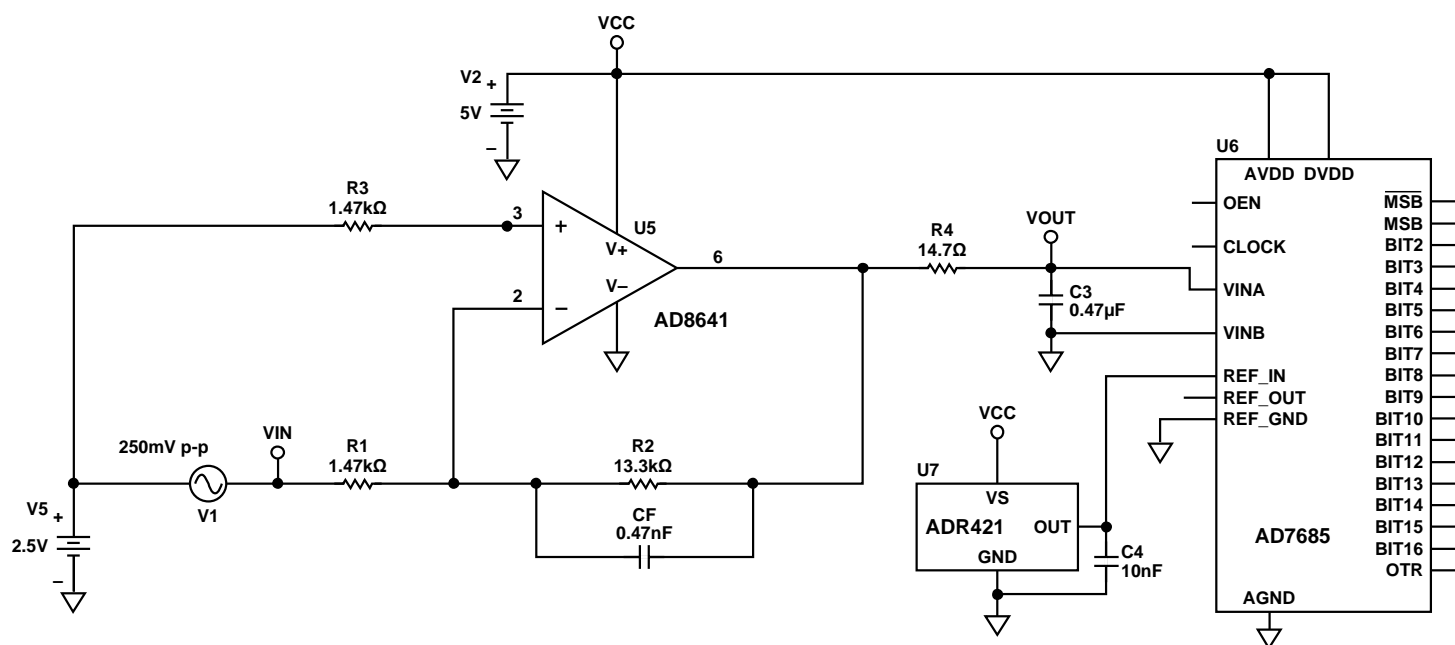 VCC
V2
+
5V
–
R3
1.47kΩ
3
+
U5
V+
2
–
V–
6
AD8641
R4
14.7Ω
VOUT
C3
0.47µF
250mV p-p
V1
VIN
R1
1.47kΩ
R2
13.3kΩ
CF
0.47nF
V5
+
2.5V
–
VCC
U7
VS
ADR421
OUT
GND
C4
10nF
U6
AVDD DVDD
OEN
CLOCK
VINA
VINB
REF_IN
REF_OUT
REF_GND
MSB
MSB
BIT2
BIT3
BIT4
BIT5
BIT6
BIT7
BIT8
BIT9
BIT10
BIT11
BIT12
BIT13
BIT14
BIT15
BIT16
OTR
AD7685
AGND